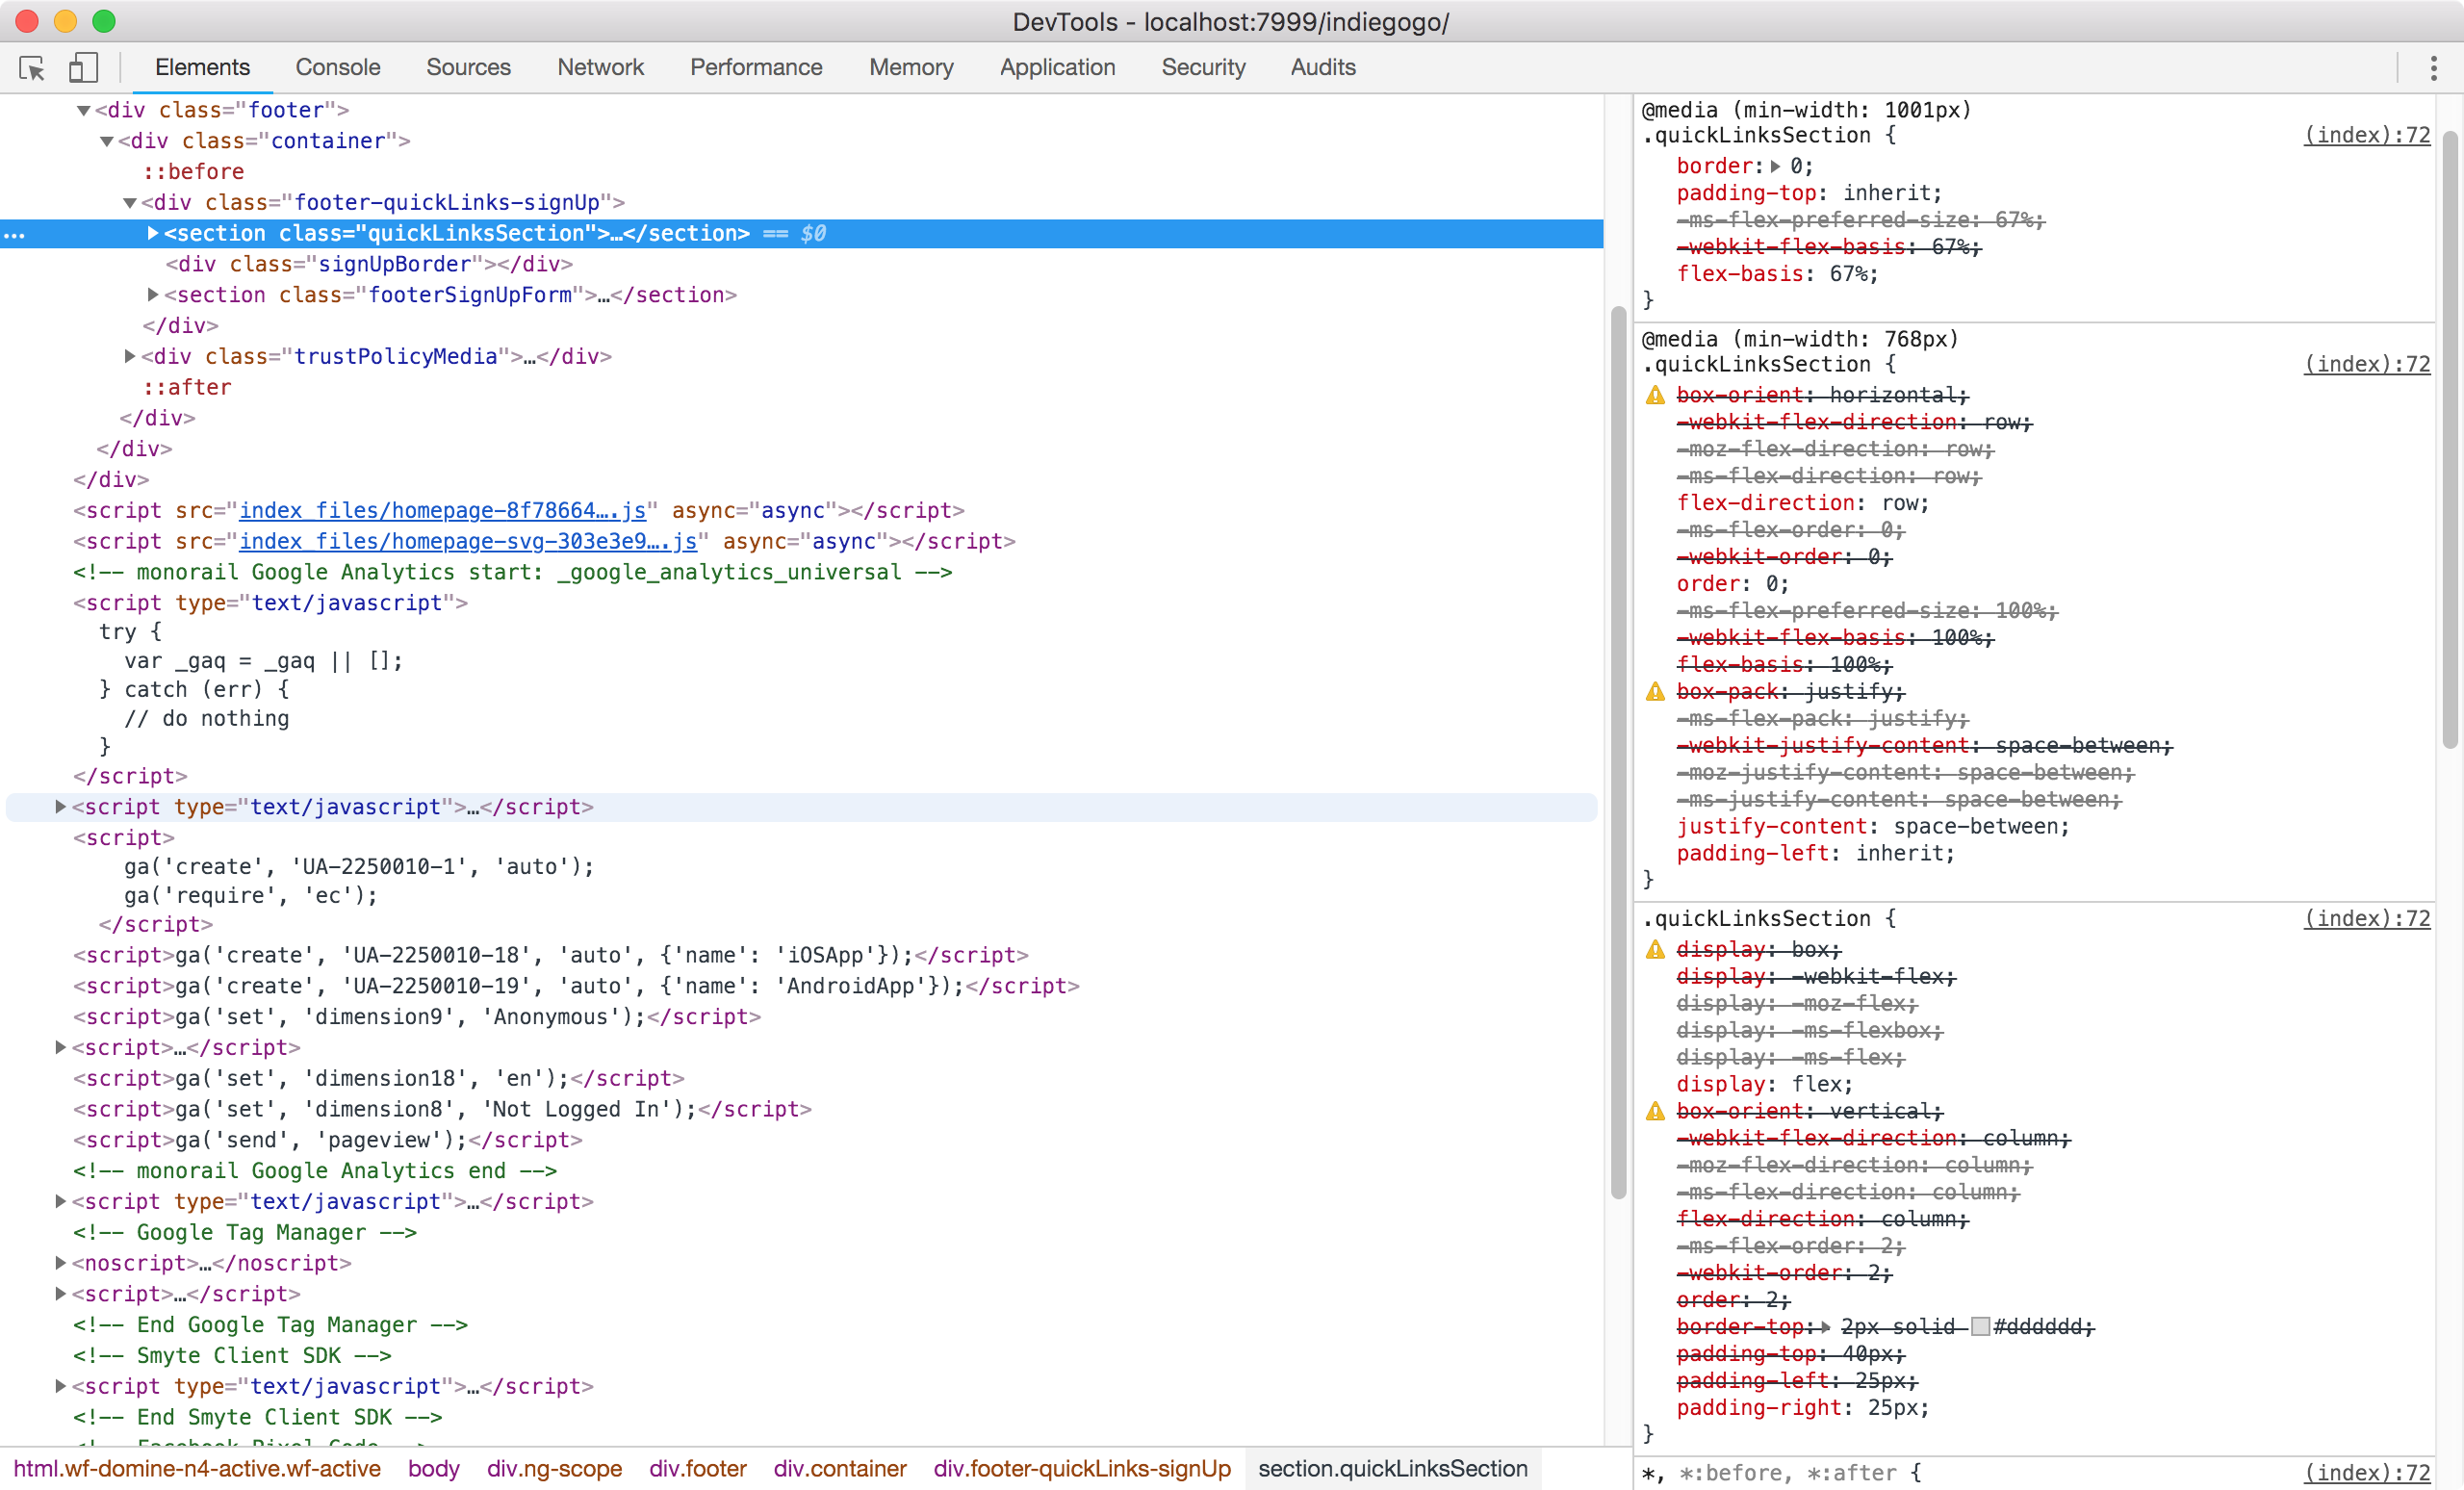 DevTools - localhost:7999/indiegogo/
Elements Console Sources Network Performance Memory Application Security Audits
<div class="footer">
<div class="container">
::before
<div class="footer-quickLinks-signUp">
… <section class="quickLinksSection">…</section> == $0
<div class="signUpBorder"></div>
<section class="footerSignUpForm">…</section>
</div>
<div class="trustPolicyMedia">…</div>
::after
</div>
</div>
</div>
<script src="index_files/homepage-8f78664….js" async="async"></script>
<script src="index_files/homepage-svg-303e3e9….js" async="async"></script>
<!-- monorail Google Analytics start: _google_analytics_universal -->
<script type="text/javascript">
try {
var _gaq = _gaq || [];
} catch (err) {
// do nothing
}
</script>
<script type="text/javascript">…</script>
<script>
ga('create', 'UA-2250010-1', 'auto');
ga('require', 'ec');
</script>
<script>ga('create', 'UA-2250010-18', 'auto', {'name': 'iOSApp'});</script>
<script>ga('create', 'UA-2250010-19', 'auto', {'name': 'AndroidApp'});</script>
<script>ga('set', 'dimension9', 'Anonymous');</script>
<script>…</script>
<script>ga('set', 'dimension18', 'en');</script>
<script>ga('set', 'dimension8', 'Not Logged In');</script>
<script>ga('send', 'pageview');</script>
<!-- monorail Google Analytics end -->
<script type="text/javascript">…</script>
<!-- Google Tag Manager -->
<noscript>…</noscript>
<script>…</script>
<!-- End Google Tag Manager -->
<!-- Smyte Client SDK -->
<script type="text/javascript">…</script>
<!-- End Smyte Client SDK -->
<!-- Facebook Pixel Code -->
html.wf-domine-n4-active.wf-active body div.ng-scope div.footer div.container div.footer-quickLinks-signUp section.quickLinksSection
@media (min-width: 1001px)
.quickLinksSection { (index):72
border: 0;
padding-top: inherit;
-ms-flex-preferred-size: 67%;
-webkit-flex-basis: 67%;
flex-basis: 67%;
}
@media (min-width: 768px)
.quickLinksSection { (index):72
box-orient: horizontal;
-webkit-flex-direction: row;
-moz-flex-direction: row;
-ms-flex-direction: row;
flex-direction: row;
-ms-flex-order: 0;
-webkit-order: 0;
order: 0;
-ms-flex-preferred-size: 100%;
-webkit-flex-basis: 100%;
flex-basis: 100%;
box-pack: justify;
-ms-flex-pack: justify;
-webkit-justify-content: space-between;
-moz-justify-content: space-between;
-ms-justify-content: space-between;
justify-content: space-between;
padding-left: inherit;
}
.quickLinksSection { (index):72
display: box;
display: -webkit-flex;
display: -moz-flex;
display: -ms-flexbox;
display: -ms-flex;
display: flex;
box-orient: vertical;
-webkit-flex-direction: column;
-moz-flex-direction: column;
-ms-flex-direction: column;
flex-direction: column;
-ms-flex-order: 2;
-webkit-order: 2;
order: 2;
border-top: 2px solid #dddddd;
padding-top: 40px;
padding-left: 25px;
padding-right: 25px;
}
*, *:before, *:after { (index):72